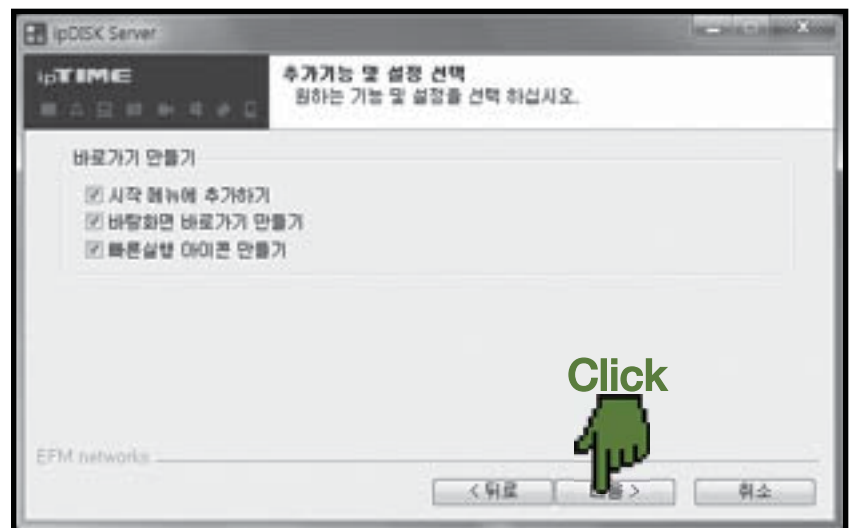 ipDISK Server
ipTIME
추가기능 및 설정 선택
원하는 기능 및 설정을 선택 하십시오.
바로가기 만들기
시작 메뉴에 추가하기
바탕화면 바로가기 만들기
빠른실행 아이콘 만들기
Click
EFM networks
< 뒤로
>
취소